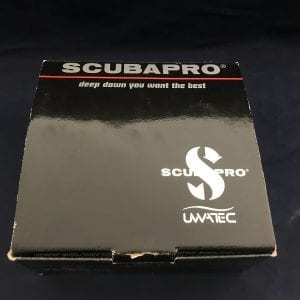 SCUBAPRO®
deep down you want the best
SCUBAPRO®
UWATEC